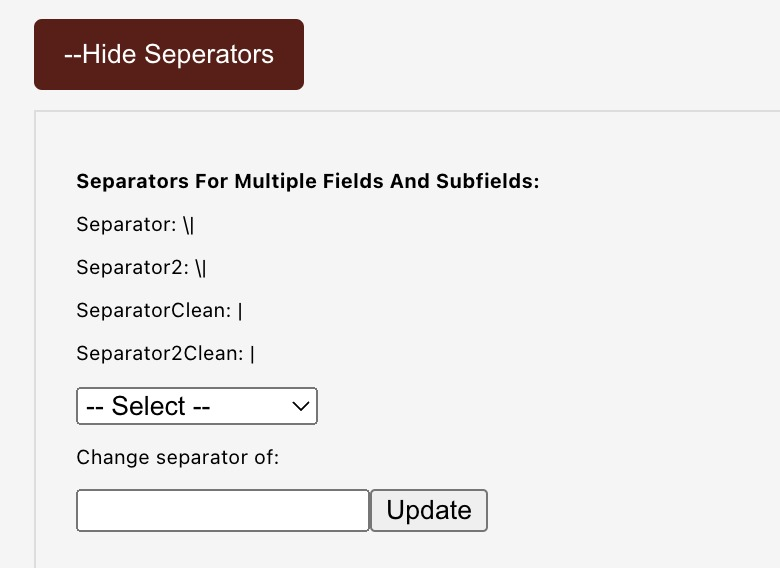 --Hide Seperators
Separators For Multiple Fields And Subfields:
Separator: \|
Separator2: \|
SeparatorClean: |
Separator2Clean: |
-- Select --
Change separator of:
Update